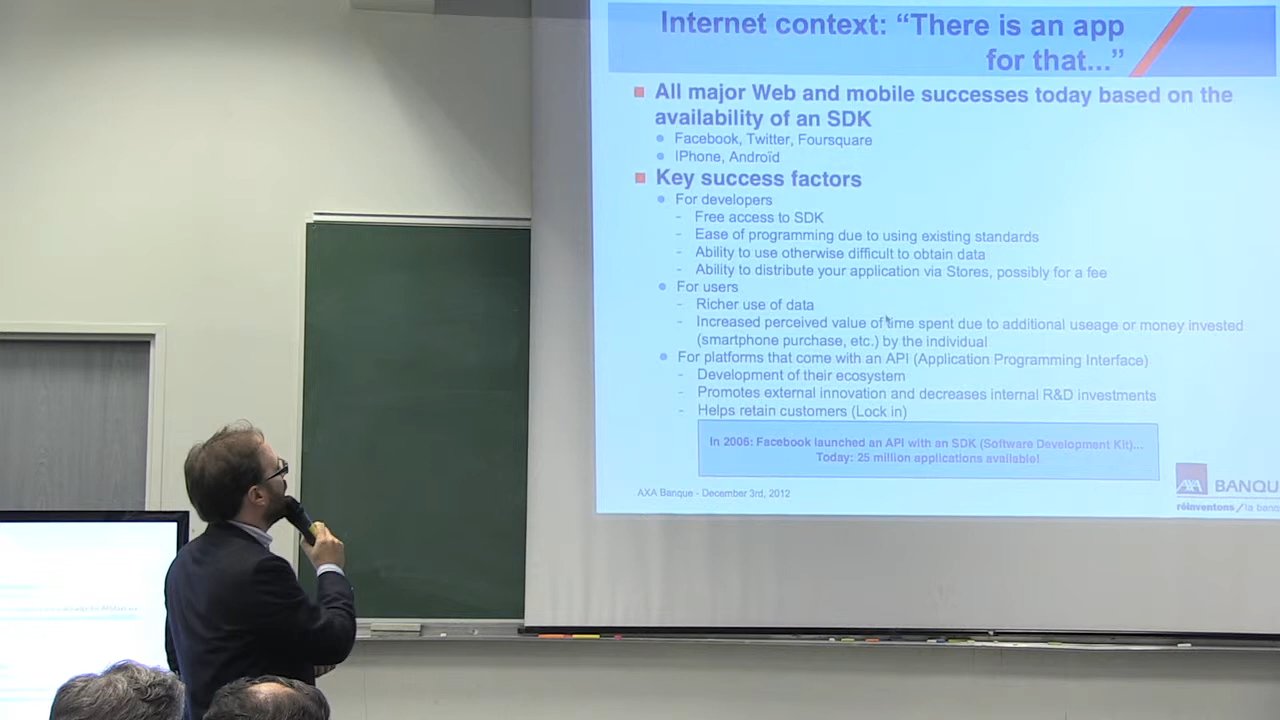 Internet context: “There is an app
for that...”
All major Web and mobile successes today based on the
availability of an SDK
Facebook, Twitter, Foursquare
IPhone, Androïd
Key success factors
For developers
- Free access to SDK
- Ease of programming due to using existing standards
- Ability to use otherwise difficult to obtain data
- Ability to distribute your application via Stores, possibly for a fee
For users
- Richer use of data
- Increased perceived value of time spent due to additional useage or money invested
(smartphone purchase, etc.) by the individual
For platforms that come with an API (Application Programming Interface)
- Development of their ecosystem
- Promotes external innovation and decreases internal R&D investments
- Helps retain customers (Lock in)
In 2006: Facebook launched an API with an SDK (Software Development Kit)...
Today: 25 million applications available!
AXA Banque - December 3rd, 2012
AXA BANQU
réinventons / la banq